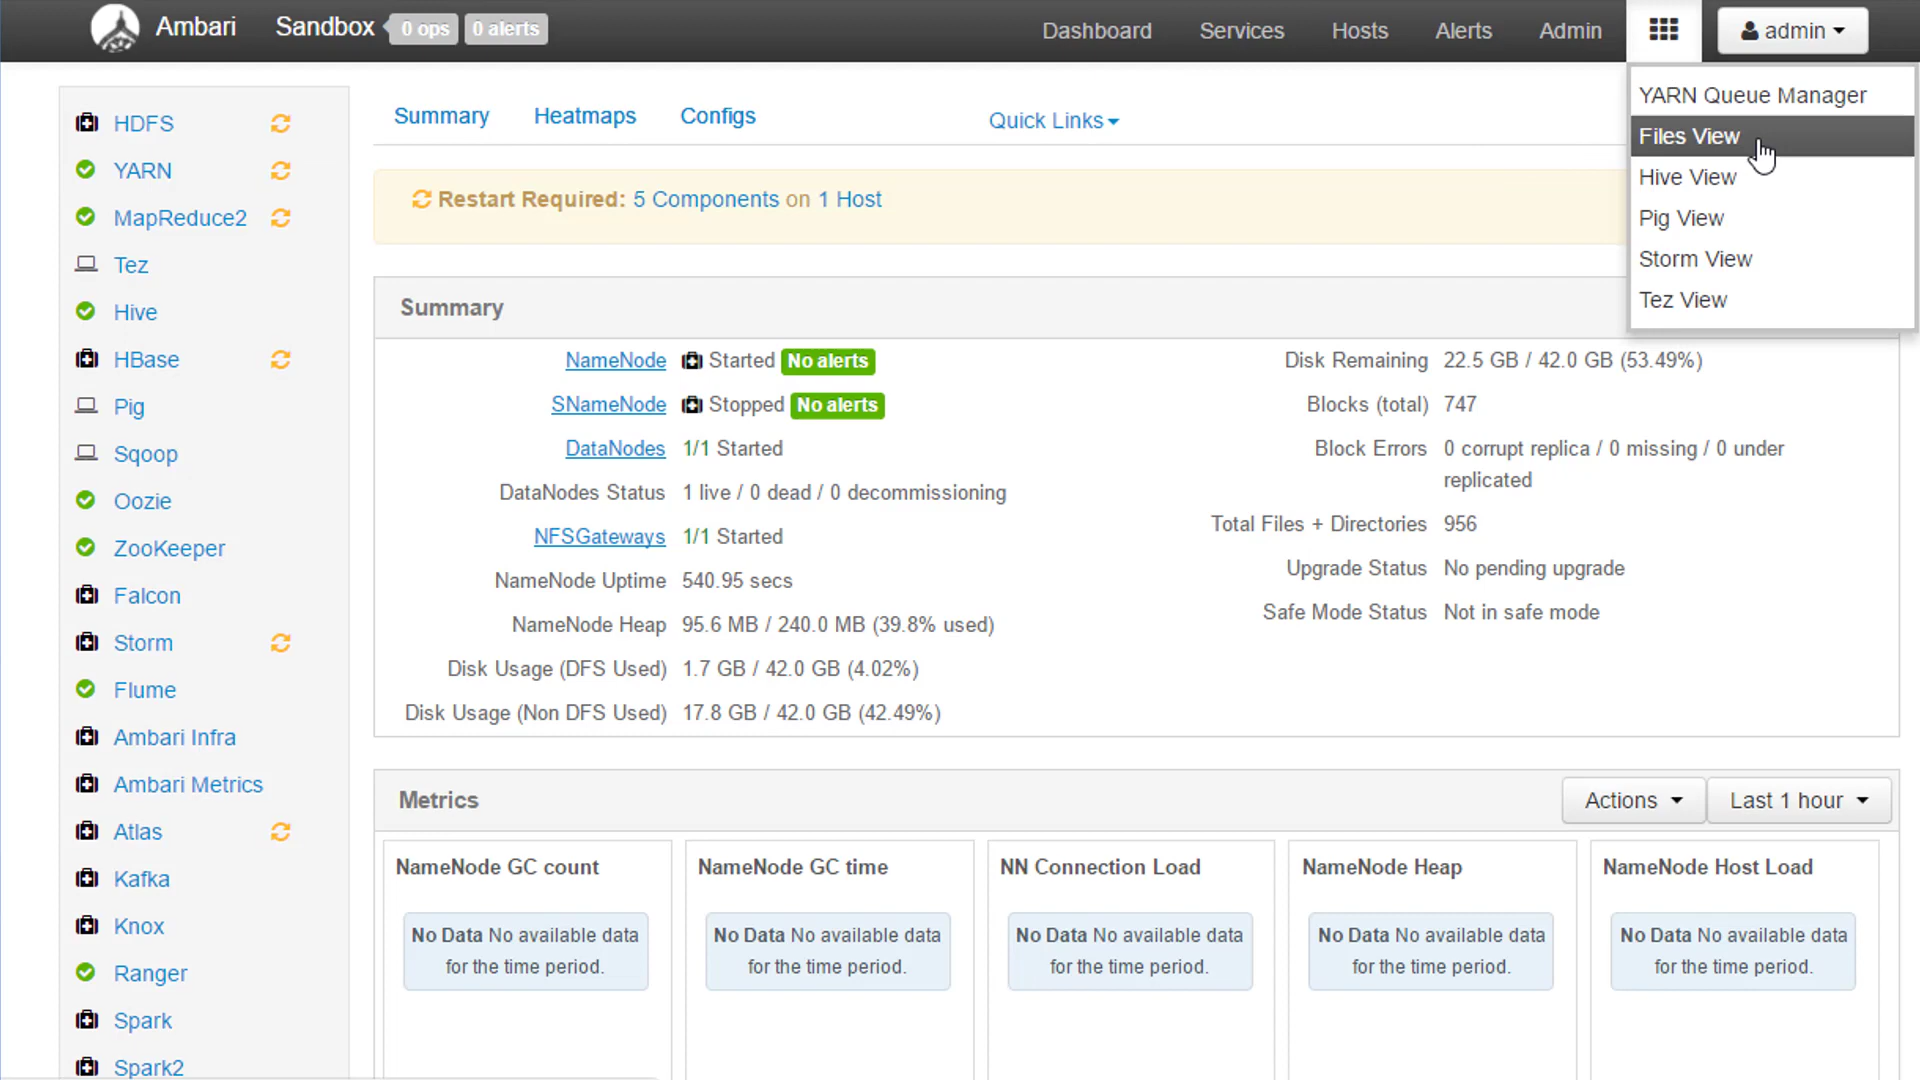 Ambari Sandbox 0 ops 0 alerts Dashboard Services Hosts Alerts Admin admin
YARN Queue Manager
Files View
Hive View
Pig View
Storm View
Tez View
HDFS
YARN
MapReduce2
Tez
Hive
HBase
Pig
Sqoop
Oozie
ZooKeeper
Falcon
Storm
Flume
Ambari Infra
Ambari Metrics
Atlas
Kafka
Knox
Ranger
Spark
Spark2
Summary Heatmaps Configs Quick Links
Restart Required: 5 Components on 1 Host
Summary
NameNode Started No alerts
SNameNode Stopped No alerts
DataNodes 1/1 Started
DataNodes Status 1 live / 0 dead / 0 decommissioning
NFSGateways 1/1 Started
NameNode Uptime 540.95 secs
NameNode Heap 95.6 MB / 240.0 MB (39.8% used)
Disk Usage (DFS Used) 1.7 GB / 42.0 GB (4.02%)
Disk Usage (Non DFS Used) 17.8 GB / 42.0 GB (42.49%)
Disk Remaining 22.5 GB / 42.0 GB (53.49%)
Blocks (total) 747
Block Errors 0 corrupt replica / 0 missing / 0 under
replicated
Total Files + Directories 956
Upgrade Status No pending upgrade
Safe Mode Status Not in safe mode
Metrics Actions Last 1 hour
NameNode GC count
No Data No available data
for the time period.
NameNode GC time
No Data No available data
for the time period.
NN Connection Load
No Data No available data
for the time period.
NameNode Heap
No Data No available data
for the time period.
NameNode Host Load
No Data No available data
for the time period.